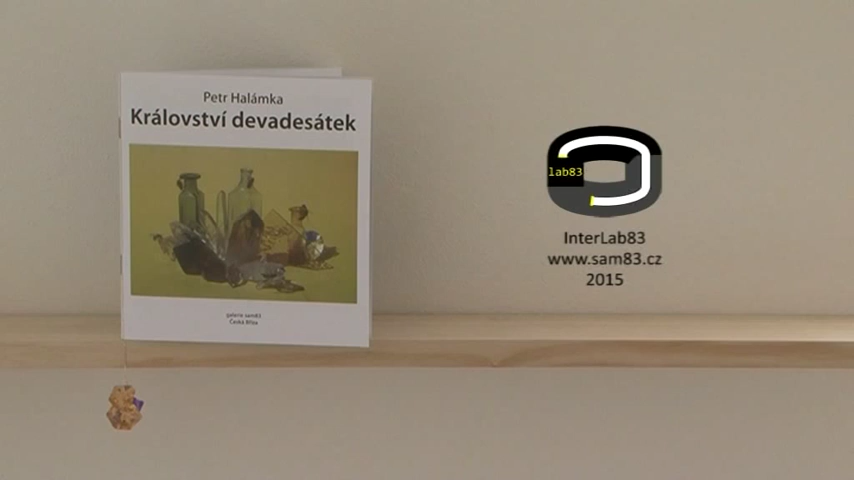 Petr Halámka
Království devadesátek
galerie sam83
Česká Bříza
lab83
InterLab83
www.sam83.cz
2015